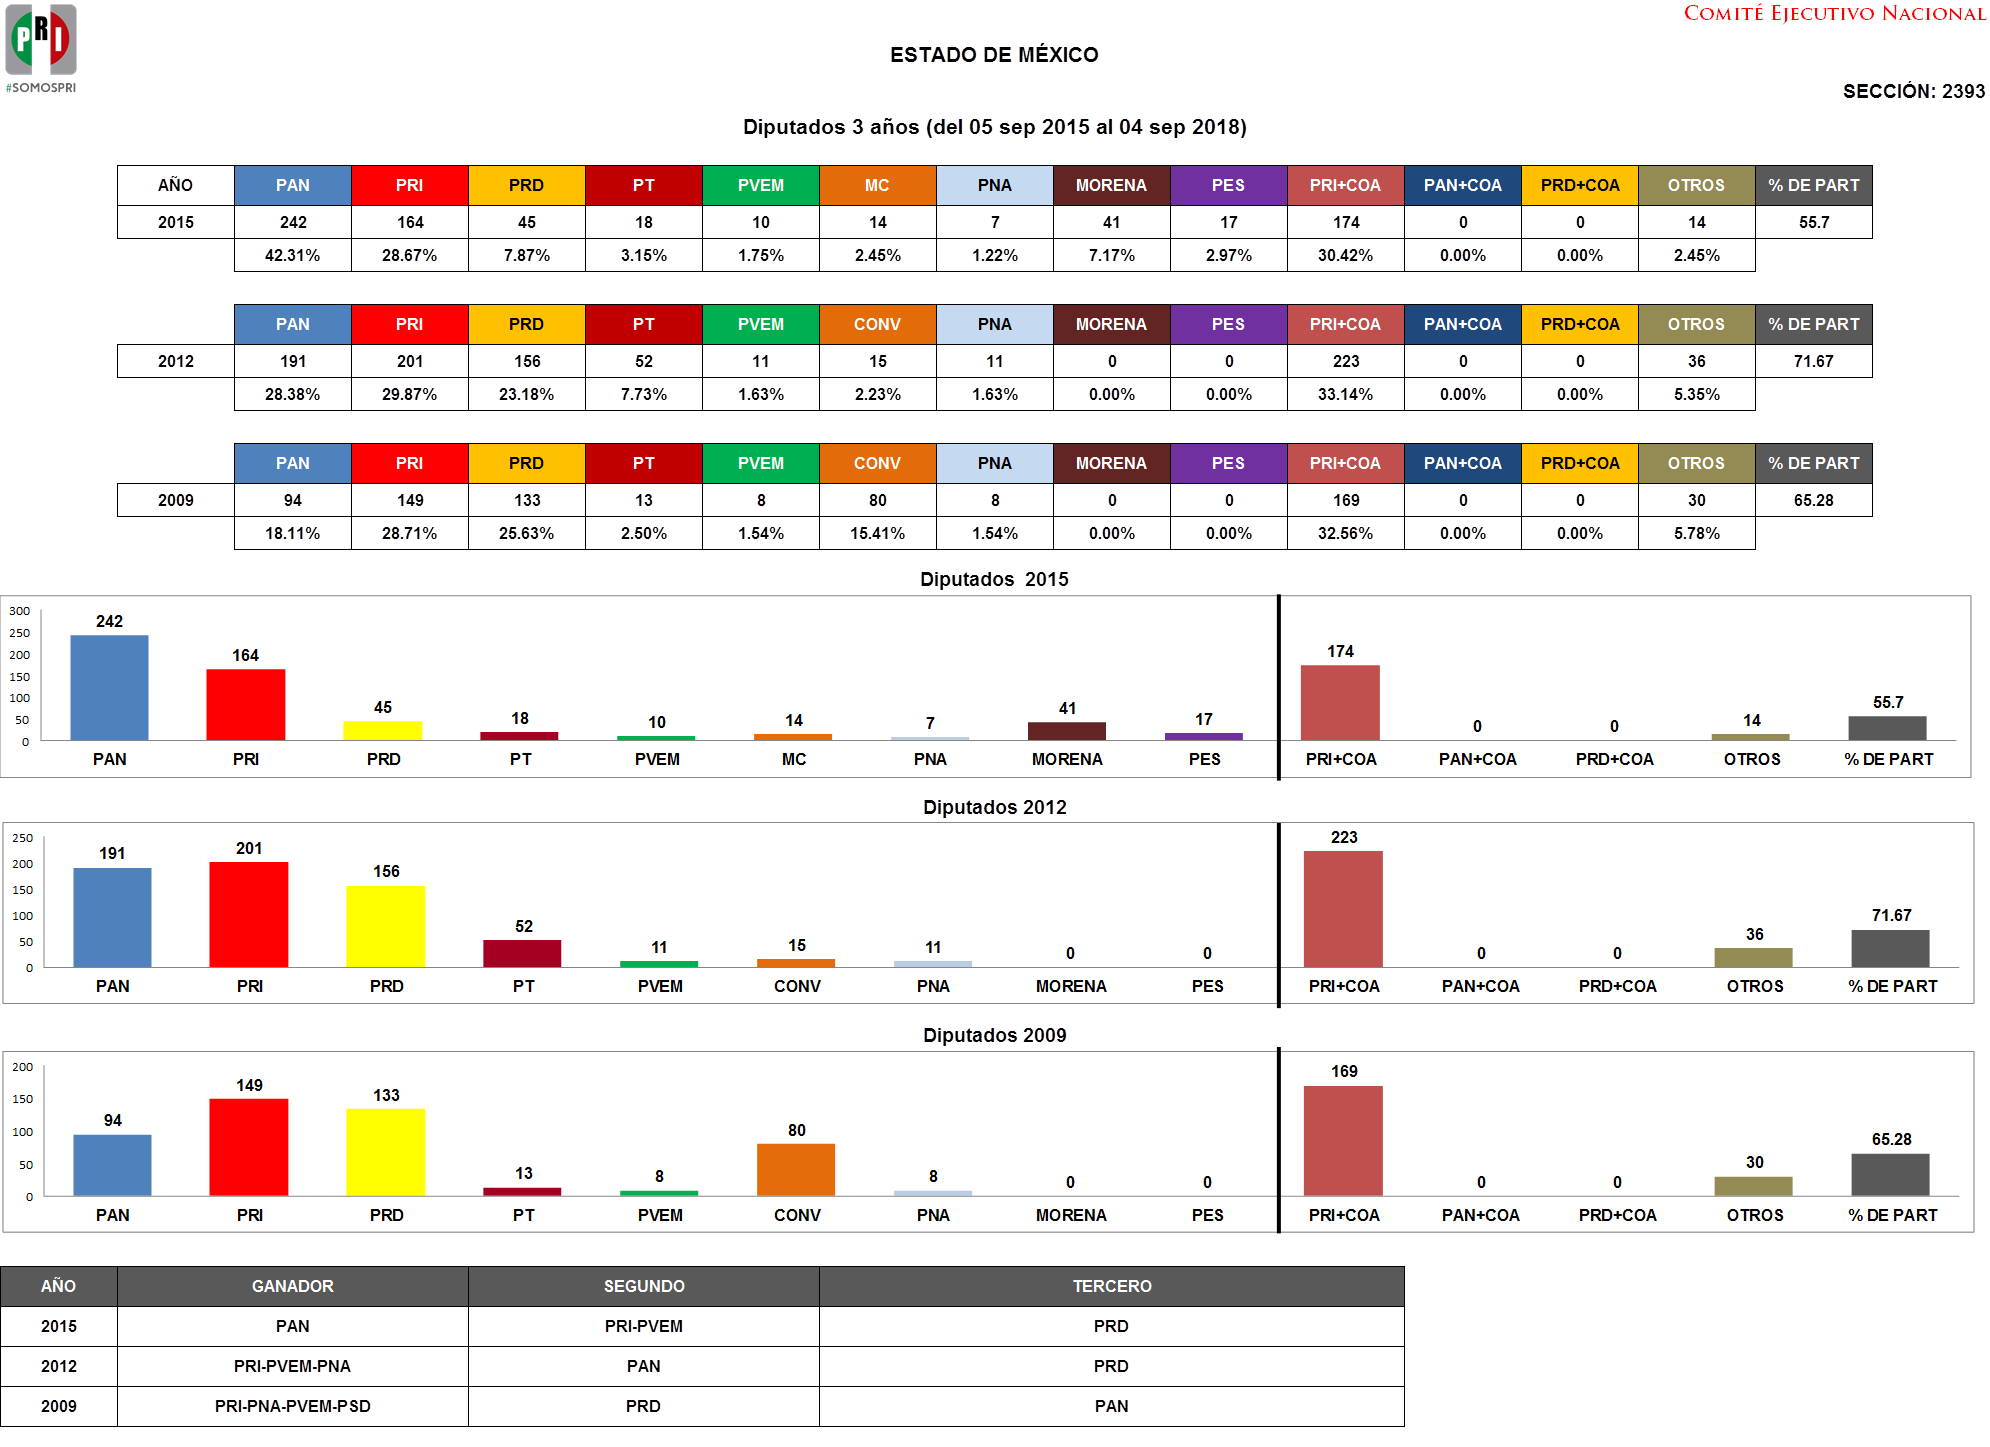 PRI
#SOMOSPRI
COMITÉ EJECUTIVO NACIONAL
ESTADO DE MÉXICO
SECCIÓN: 2393
Diputados 3 años (del 05 sep 2015 al 04 sep 2018)
AÑO PAN PRI PRD PT PVEM MC PNA MORENA PES PRI+COA PAN+COA PRD+COA OTROS % DE PART
2015 242 164 45 18 10 14 7 41 17 174 0 0 14 55.7
42.31% 28.67% 7.87% 3.15% 1.75% 2.45% 1.22% 7.17% 2.97% 30.42% 0.00% 0.00% 2.45%
PAN PRI PRD PT PVEM CONV PNA MORENA PES PRI+COA PAN+COA PRD+COA OTROS % DE PART
2012 191 201 156 52 11 15 11 0 0 223 0 0 36 71.67
28.38% 29.87% 23.18% 7.73% 1.63% 2.23% 1.63% 0.00% 0.00% 33.14% 0.00% 0.00% 5.35%
PAN PRI PRD PT PVEM CONV PNA MORENA PES PRI+COA PAN+COA PRD+COA OTROS % DE PART
2009 94 149 133 13 8 80 8 0 0 169 0 0 30 65.28
18.11% 28.71% 25.63% 2.50% 1.54% 15.41% 1.54% 0.00% 0.00% 32.56% 0.00% 0.00% 5.78%
Diputados 2015
300
250
200
150
100
50
0
242 164 45 18 10 14 7 41 17 174 0 0 14 55.7
PAN PRI PRD PT PVEM MC PNA MORENA PES PRI+COA PAN+COA PRD+COA OTROS % DE PART
Diputados 2012
250
200
150
100
50
0
191 201 156 52 11 15 11 0 0 223 0 0 36 71.67
PAN PRI PRD PT PVEM CONV PNA MORENA PES PRI+COA PAN+COA PRD+COA OTROS % DE PART
Diputados 2009
200
150
100
50
0
94 149 133 13 8 80 8 0 0 169 0 0 30 65.28
PAN PRI PRD PT PVEM CONV PNA MORENA PES PRI+COA PAN+COA PRD+COA OTROS % DE PART
AÑO GANADOR SEGUNDO TERCERO
2015 PAN PRI-PVEM PRD
2012 PRI-PVEM-PNA PAN PRD
2009 PRI-PNA-PVEM-PSD PRD PAN